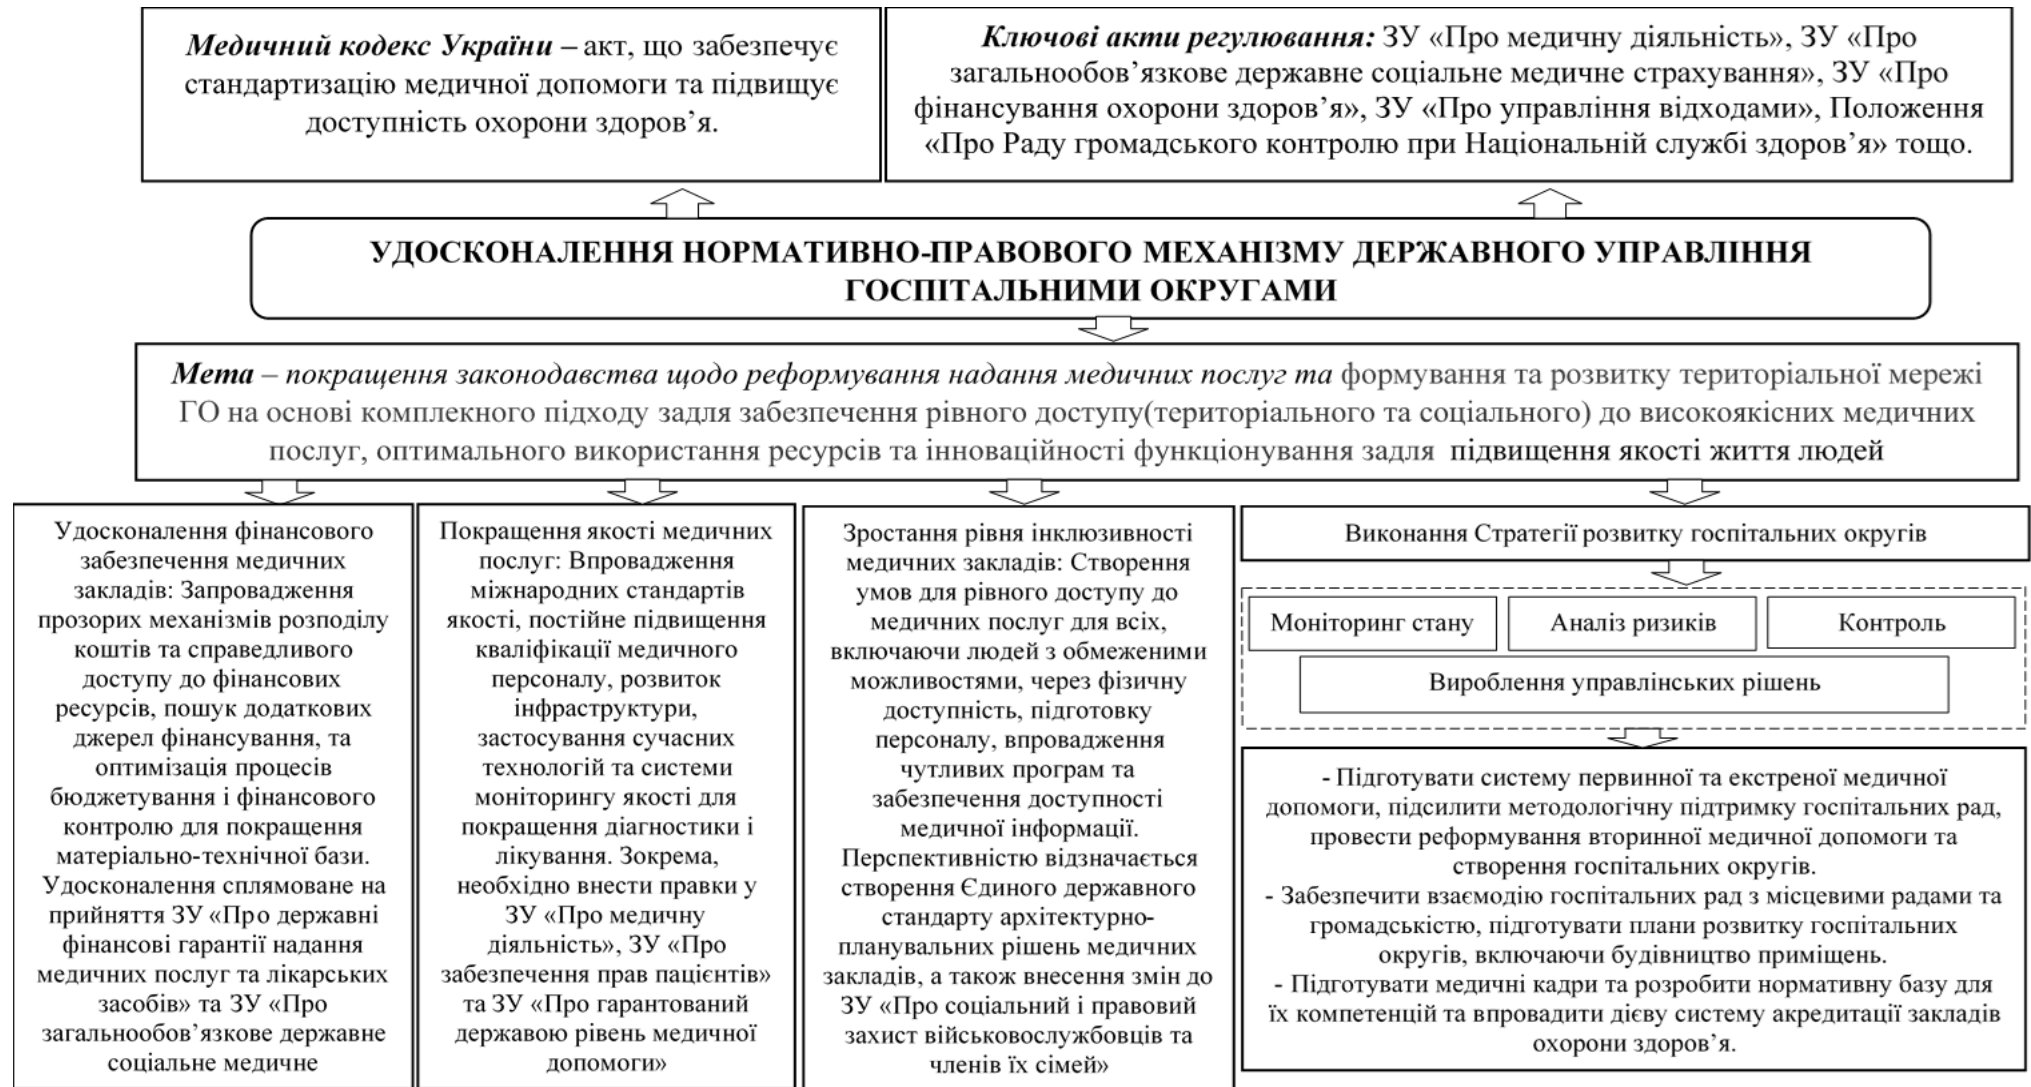 Медичний кодекс України – акт, що забезпечує
стандартизацію медичної допомоги та підвищує
доступність охорони здоров’я.
Ключові акти регулювання: ЗУ «Про медичну діяльність», ЗУ «Про
загальнообов’язкове державне соціальне медичне страхування», ЗУ «Про
фінансування охорони здоров’я», ЗУ «Про управління відходами», Положення
«Про Раду громадського контролю при Національній службі здоров’я» тощо.
УДОСКОНАЛЕННЯ НОРМАТИВНО-ПРАВОВОГО МЕХАНІЗМУ ДЕРЖАВНОГО УПРАВЛІННЯ
ГОСПІТАЛЬНИМИ ОКРУГАМИ
Мета – покращення законодавства щодо реформування надання медичних послуг та формування та розвитку територіальної мережі
ГО на основі комплекного підходу задля забезпечення рівного доступу(територіального та соціального) до високоякісних медичних
послуг, оптимального використання ресурсів та інноваційності функціонування задля підвищення якості життя людей
Удосконалення фінансового
забезпечення медичних
закладів: Запровадження
прозорих механізмів розподілу
коштів та справедливого
доступу до фінансових
ресурсів, пошук додаткових
джерел фінансування, та
оптимізація процесів
бюджетування і фінансового
контролю для покращення
матеріально-технічної бази.
Удосконалення сплямоване на
прийняття ЗУ «Про державні
фінансові гарантії надання
медичних послуг та лікарських
засобів» та ЗУ «Про
загальнообов’язкове державне
соціальне медичне
Покращення якості медичних
послуг: Впровадження
міжнародних стандартів
якості, постійне підвищення
кваліфікації медичного
персоналу, розвиток
інфраструктури,
застосування сучасних
технологій та системи
моніторингу якості для
покращення діагностики і
лікування. Зокрема,
необхідно внести правки у
ЗУ «Про медичну
діяльність», ЗУ «Про
забезпечення прав пацієнтів»
та ЗУ «Про гарантований
державою рівень медичної
допомоги»
Зростання рівня інклюзивності
медичних закладів: Створення
умов для рівного доступу до
медичних послуг для всіх,
включаючи людей з обмеженими
можливостями, через фізичну
доступність, підготовку
персоналу, впровадження
чутливих програм та
забезпечення доступності
медичної інформації.
Перспективністю відзначається
створення Єдиного державного
стандарту архітектурно-
планувальних рішень медичних
закладів, а також внесення змін до
ЗУ «Про соціальний і правовий
захист військовослужбовців та
членів їх сімей»
Виконання Стратегії розвитку госпітальних округів
Моніторинг стану
Аналіз ризиків
Контроль
Вироблення управлінських рішень
- Підготувати систему первинної та екстреної медичної
допомоги, підсилити методологічну підтримку госпітальних рад,
провести реформування вторинної медичної допомоги та
створення госпітальних округів.
- Забезпечити взаємодію госпітальних рад з місцевими радами та
громадськістю, підготувати плани розвитку госпітальних
округів, включаючи будівництво приміщень.
- Підготувати медичні кадри та розробити нормативну базу для
їх компетенцій та впровадити дієву систему акредитації закладів
охорони здоров’я.